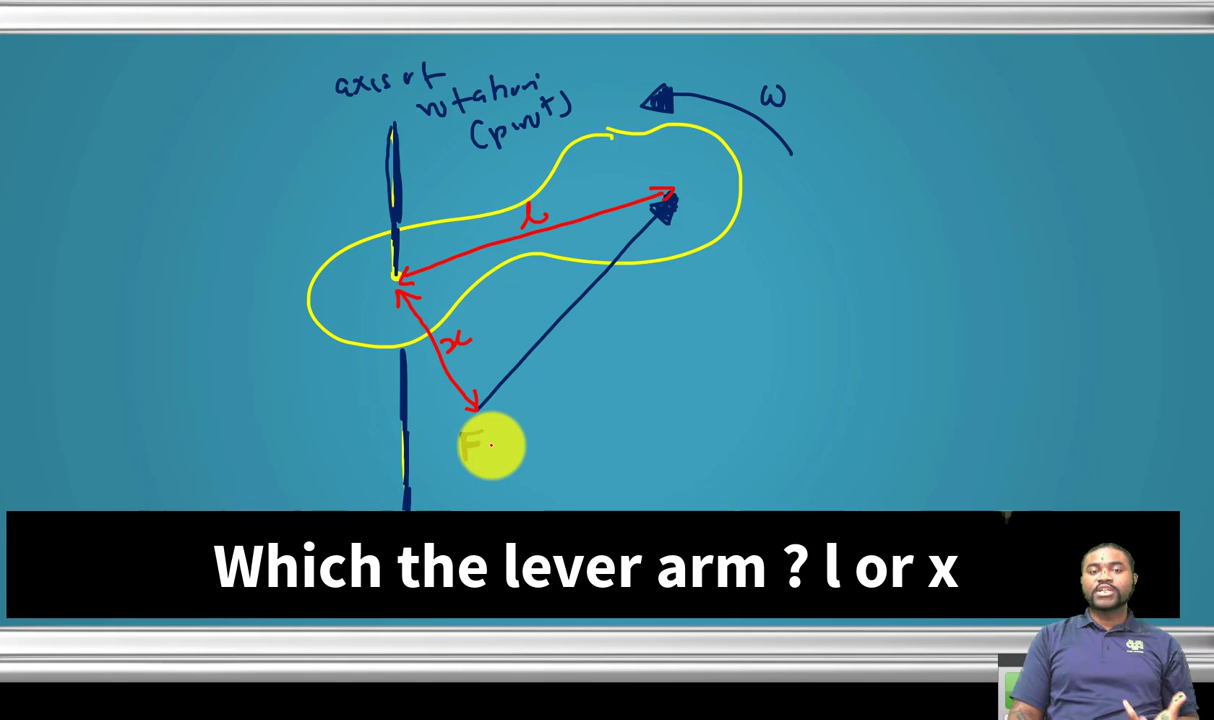 axis of
rotation
(pivot)
ω
l
x
F
Which the lever arm ? l or x